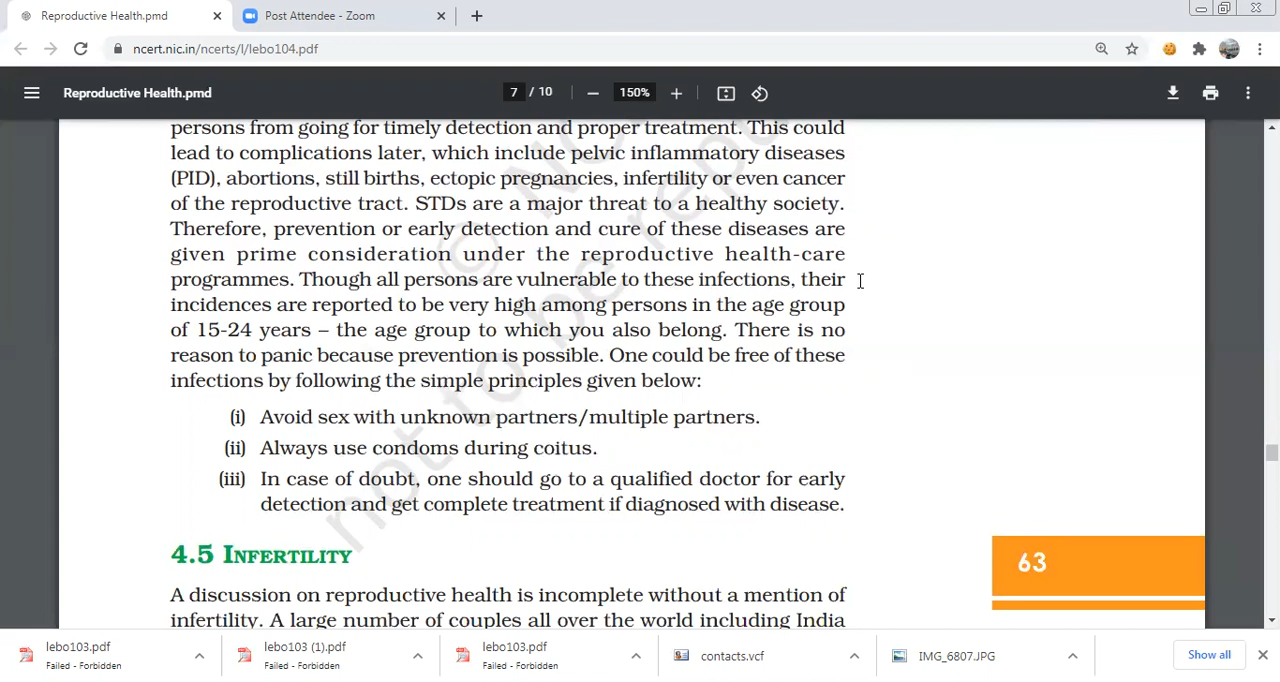 Reproductive Health.pmd
Post Attendee - Zoom
ncert.nic.in/ncerts/l/lebo104.pdf
Reproductive Health.pmd
7 / 10
150%
persons from going for timely detection and proper treatment. This could
lead to complications later, which include pelvic inflammatory diseases
(PID), abortions, still births, ectopic pregnancies, infertility or even cancer
of the reproductive tract. STDs are a major threat to a healthy society.
Therefore, prevention or early detection and cure of these diseases are
given prime consideration under the reproductive health-care
programmes. Though all persons are vulnerable to these infections, their
incidences are reported to be very high among persons in the age group
of 15-24 years – the age group to which you also belong. There is no
reason to panic because prevention is possible. One could be free of these
infections by following the simple principles given below:
(i) Avoid sex with unknown partners/multiple partners.
(ii) Always use condoms during coitus.
(iii) In case of doubt, one should go to a qualified doctor for early
detection and get complete treatment if diagnosed with disease.
4.5 INFERTILITY
63
A discussion on reproductive health is incomplete without a mention of
infertility. A large number of couples all over the world including India
© NC
not to be repu
lebo103.pdf
Failed - Forbidden
lebo103 (1).pdf
Failed - Forbidden
lebo103.pdf
Failed - Forbidden
contacts.vcf
IMG_6807.JPG
Show all